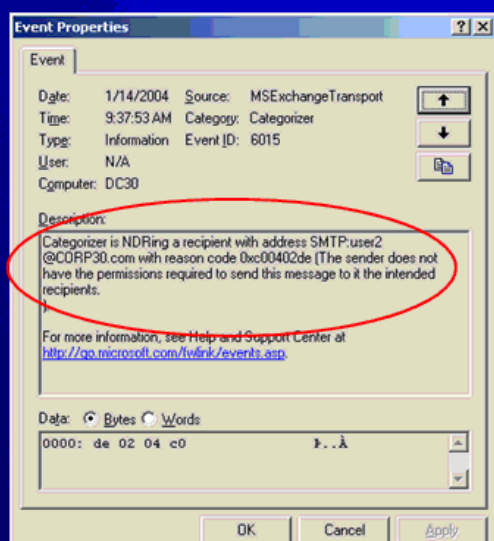 Event Properties
Event
Date: 1/14/2004 Source: MSExchangeTransport
Time: 9:37:53 AM Category: Categorizer
Type: Information Event ID: 6015
User: N/A
Computer: DC30
Description:
Categorizer is NDRing a recipient with address SMTP:user2
@CORP30.com with reason code 0xc00402de (The sender does not
have the permissions required to send this message to it the intended
recipients.
).
For more information, see Help and Support Center at
http://go.microsoft.com/fwlink/events.asp.
Data: Bytes Words
0000: de 02 04 c0 Þ..À
OK Cancel Apply